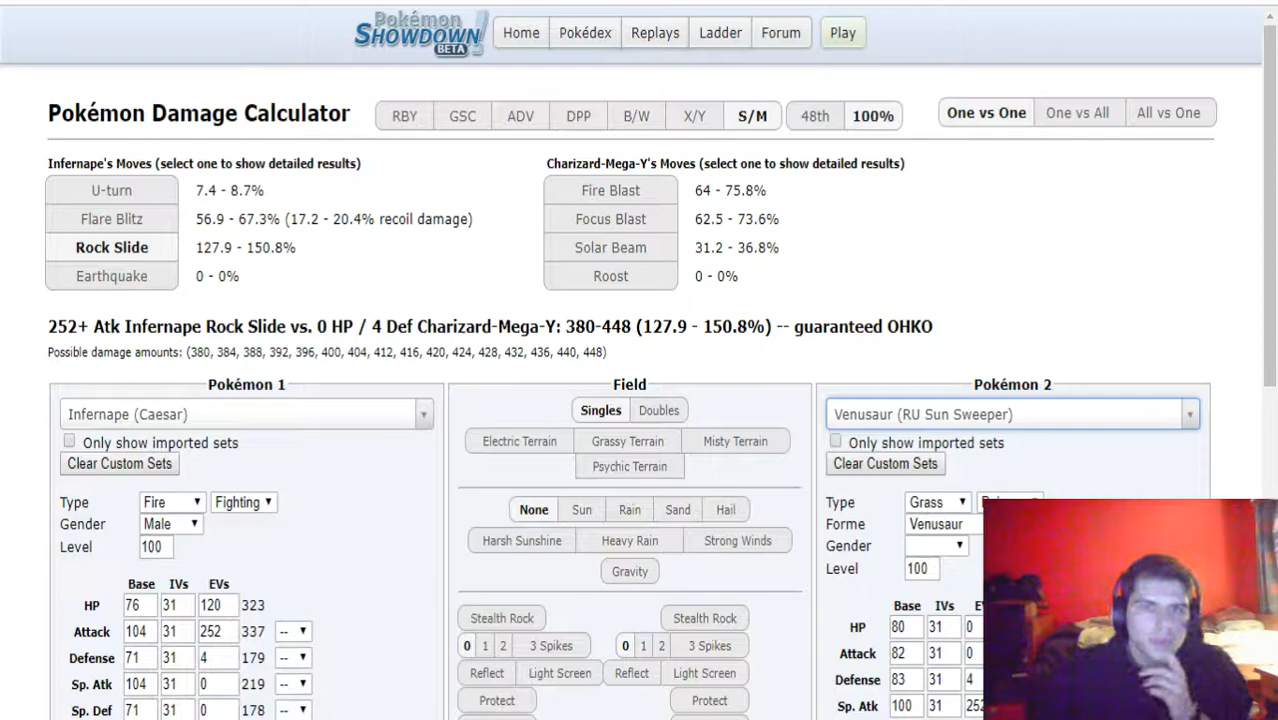 Pokémon
SHOWDOWN!
BETA
Home Pokédex Replays Ladder Forum Play
Pokémon Damage Calculator RBY GSC ADV DPP B/W X/Y S/M 48th 100% One vs One One vs All All vs One
Infernape's Moves (select one to show detailed results) Charizard-Mega-Y's Moves (select one to show detailed results)
U-turn 7.4 - 8.7% Fire Blast 64 - 75.8%
Flare Blitz 56.9 - 67.3% (17.2 - 20.4% recoil damage) Focus Blast 62.5 - 73.6%
Rock Slide 127.9 - 150.8% Solar Beam 31.2 - 36.8%
Earthquake 0 - 0% Roost 0 - 0%
252+ Atk Infernape Rock Slide vs. 0 HP / 4 Def Charizard-Mega-Y: 380-448 (127.9 - 150.8%) -- guaranteed OHKO
Possible damage amounts: (380, 384, 388, 392, 396, 400, 404, 412, 416, 420, 424, 428, 432, 436, 440, 448)
Pokémon 1 Field Pokémon 2
Infernape (Caesar) Singles Doubles Venusaur (RU Sun Sweeper)
Only show imported sets Electric Terrain Grassy Terrain Misty Terrain Only show imported sets
Clear Custom Sets Psychic Terrain Clear Custom Sets
Type Fire Fighting None Sun Rain Sand Hail Type Grass
Gender Male Forme Venusaur
Level 100 Harsh Sunshine Heavy Rain Strong Winds Gender
Gravity Level 100
Base IVs EVs Base IVs
HP 76 31 120 323 Stealth Rock Stealth Rock HP 80 31 0
Attack 104 31 252 337 -- 0 1 2 3 Spikes 0 1 2 3 Spikes Attack 82 31 0
Defense 71 31 4 179 -- Reflect Light Screen Reflect Light Screen Defense 83 31 4
Sp. Atk 104 31 0 219 -- Protect Protect Sp. Atk 100 31 252
Sp. Def 71 31 0 178 --